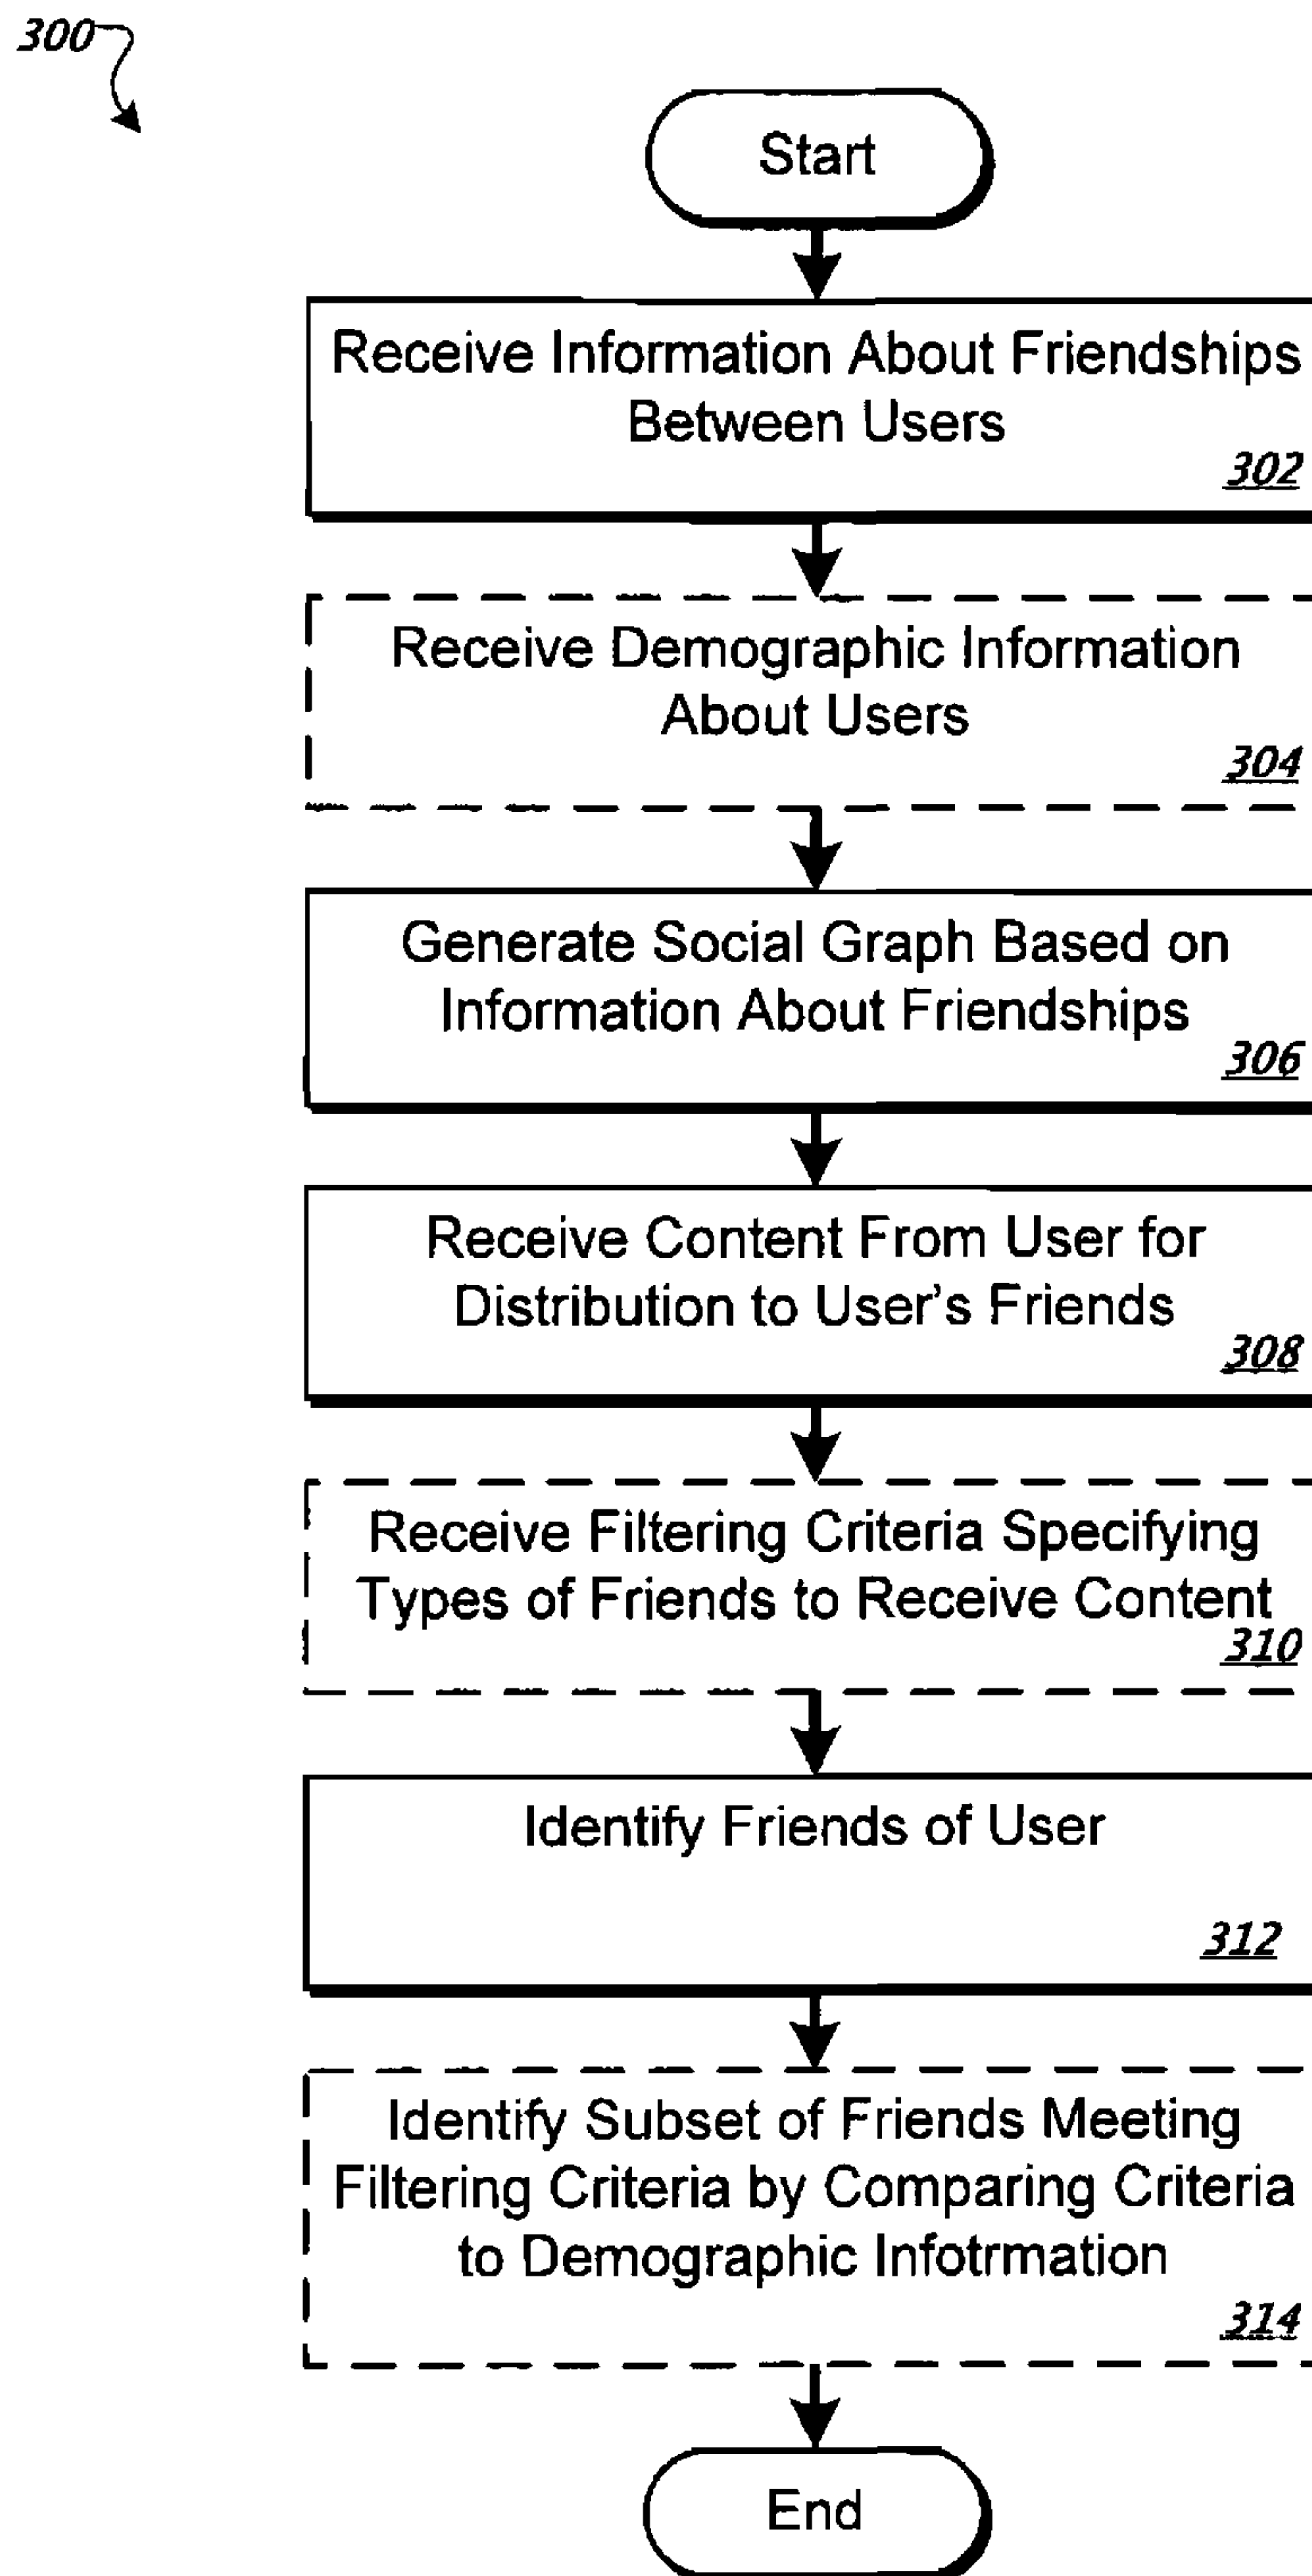 300
Start
Receive Information About Friendships
Between Users
302
Receive Demographic Information
About Users
304
Generate Social Graph Based on
Information About Friendships
306
Receive Content From User for
Distribution to User's Friends
308
Receive Filtering Criteria Specifying
Types of Friends to Receive Content
310
Identify Friends of User
312
Identify Subset of Friends Meeting
Filtering Criteria by Comparing Criteria
to Demographic Infotrmation
314
End